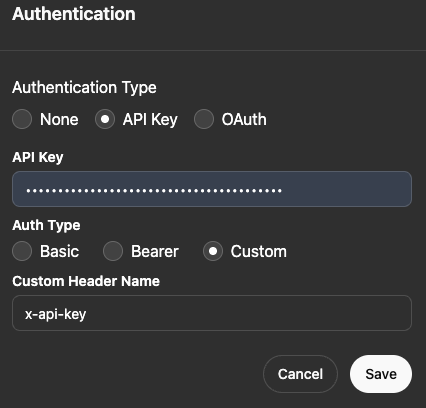 Authentication
Authentication Type
None API Key OAuth
API Key
••••••••••••••••••••••••••••••••••••••••
Auth Type
Basic Bearer Custom
Custom Header Name
x-api-key
Cancel Save